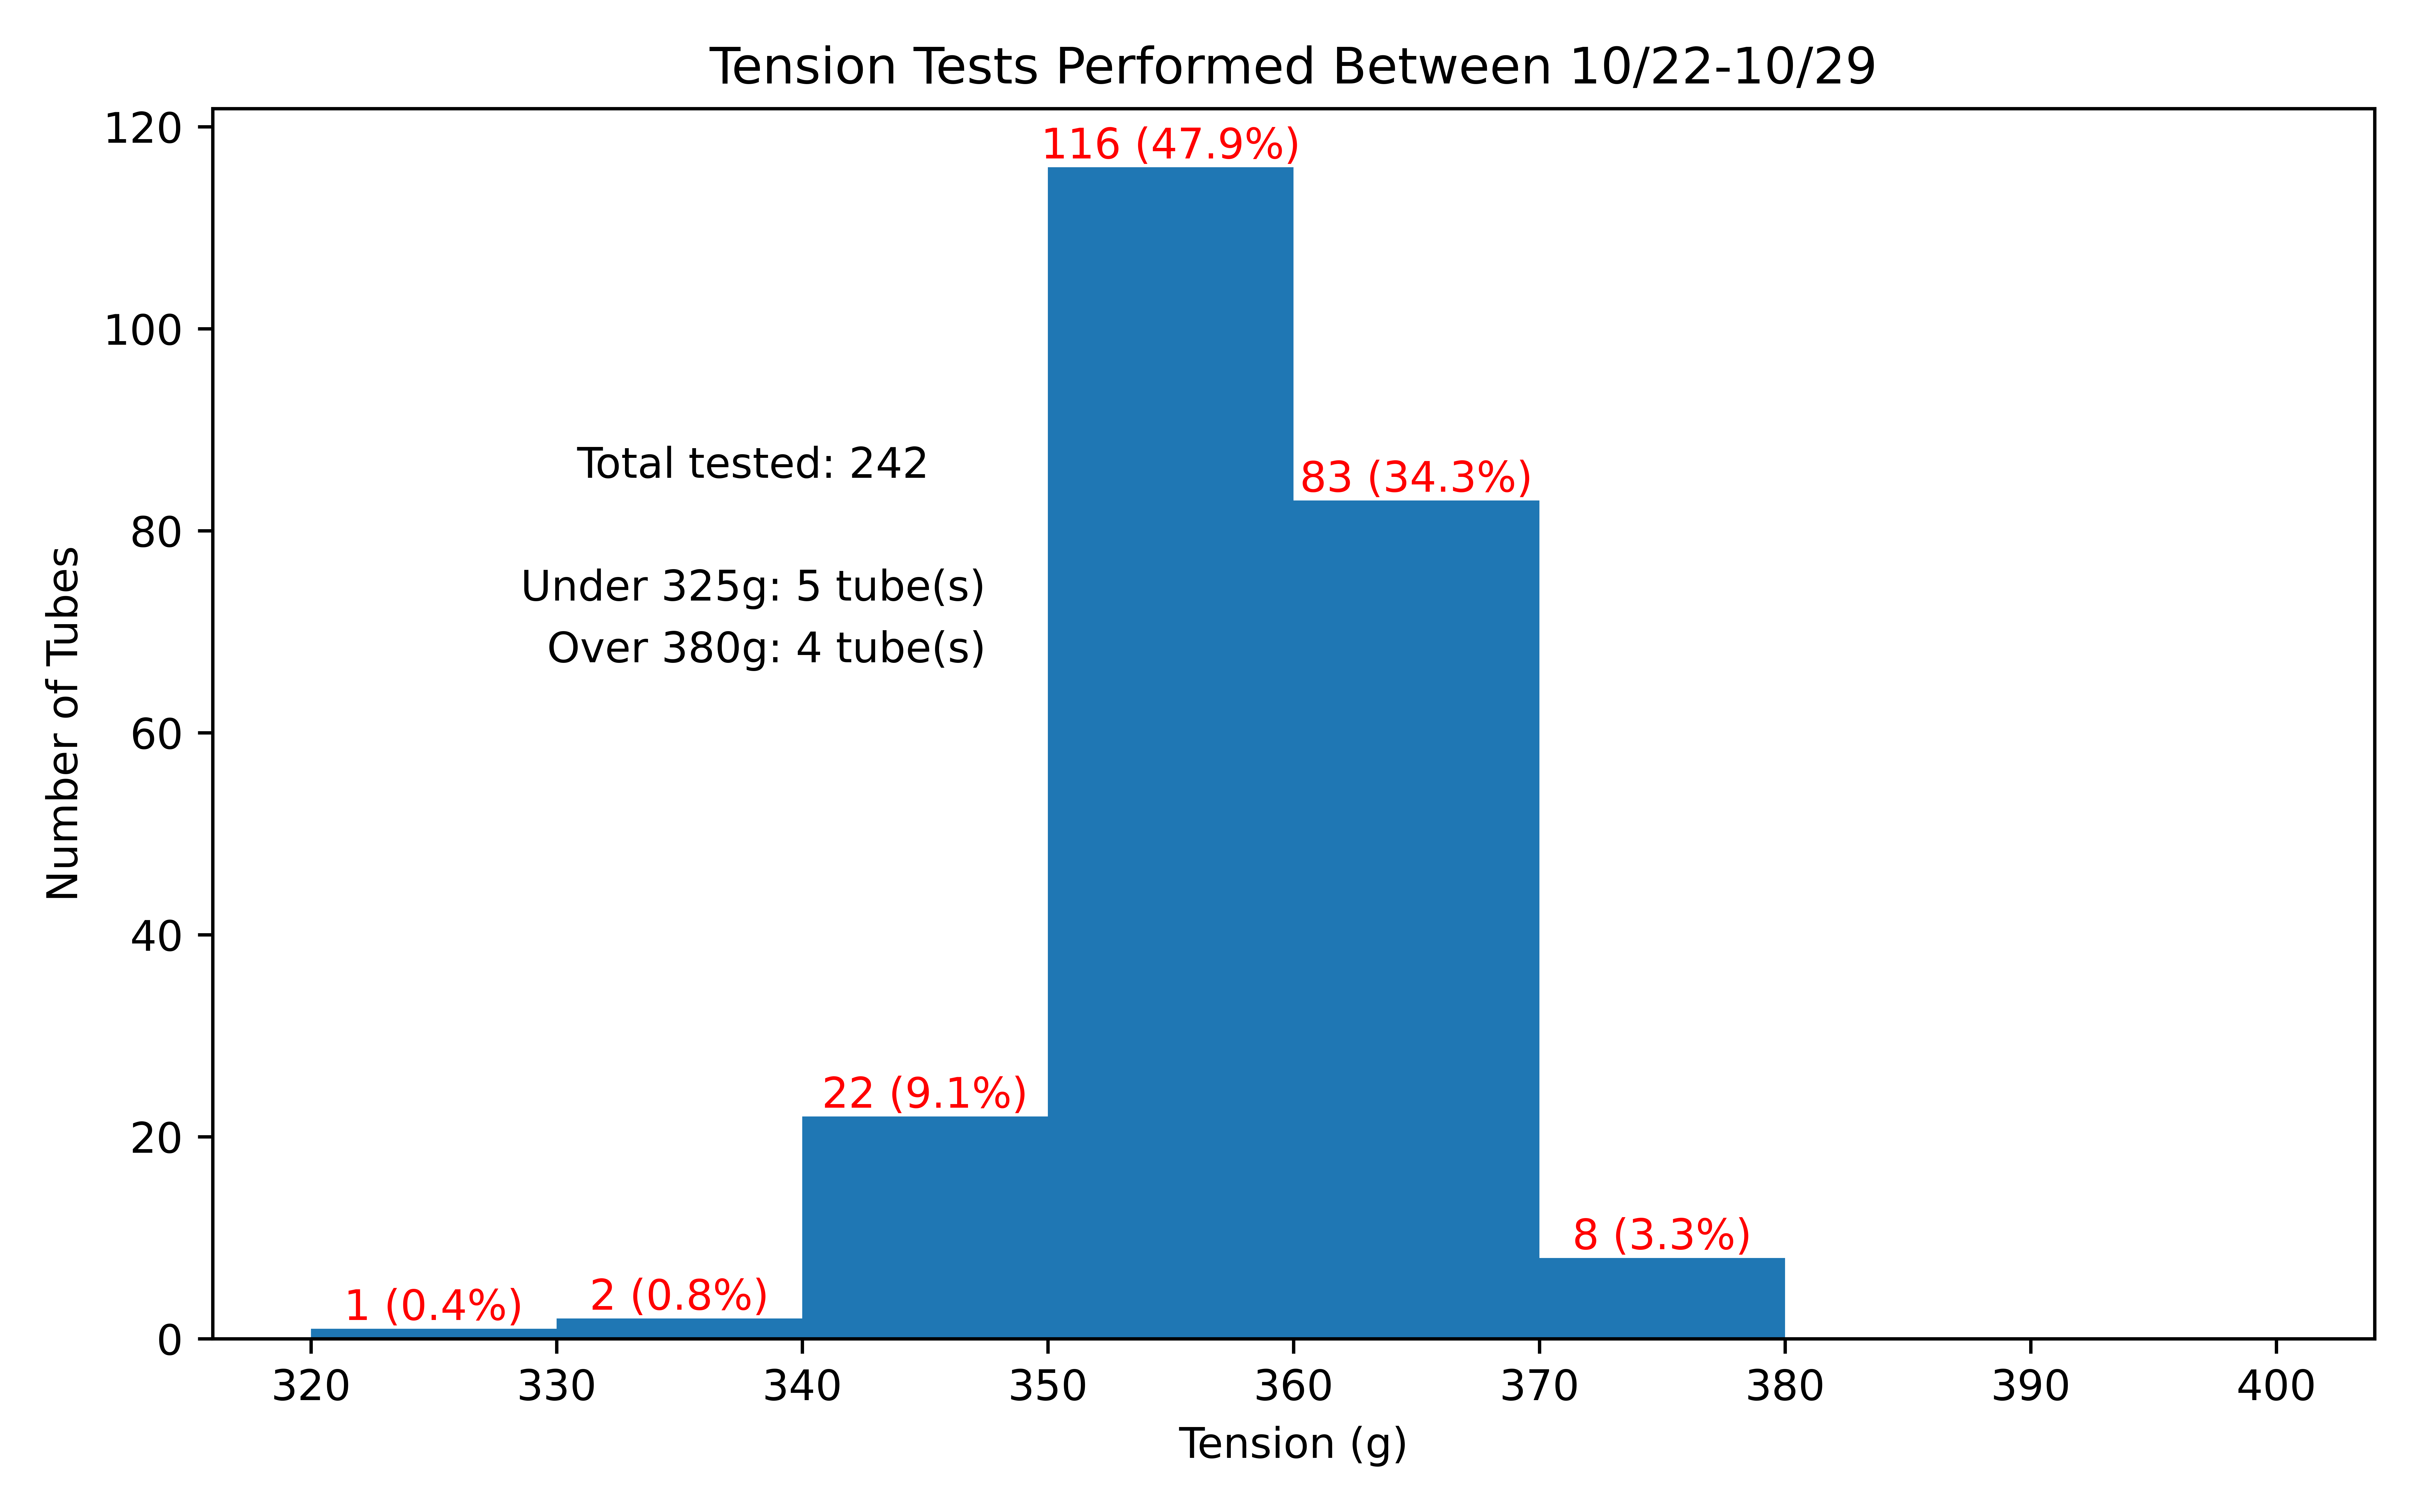 Tension Tests Performed Between 10/22-10/29
120
116 (47.9%)
100
Total tested: 242
83 (34.3%)
80
Under 325g: 5 tube(s)
Over 380g: 4 tube(s)
60
Number of Tubes
40
22 (9.1%)
20
8 (3.3%)
2 (0.8%)
1 (0.4%)
0
320 330 340 350 360 370 380 390 400
Tension (g)